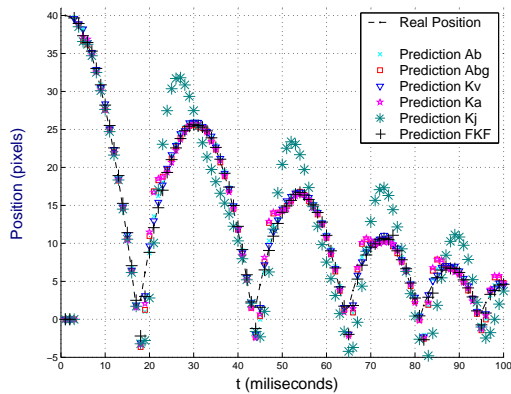 Real Position
Prediction Ab
Prediction Abg
Prediction Kv
Prediction Ka
Prediction Kj
Prediction FKF
Position (pixels)
40
35
30
25
20
15
10
5
0
−5
0 10 20 30 40 50 60 70 80 90 100
t (miliseconds)